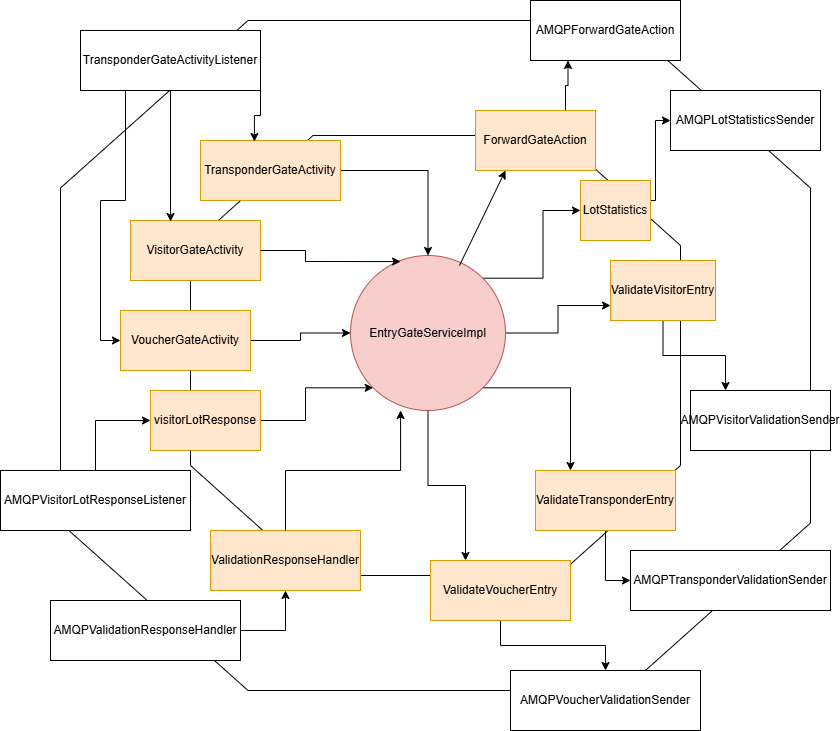 AMQPForwardGateAction
TransponderGateActivityListener
AMQPLotStatisticsSender
ForwardGateAction
TransponderGateActivity
LotStatistics
VisitorGateActivity
ValidateVisitorEntry
EntryGateServiceImpl
VoucherGateActivity
visitorLotResponse
AMQPVisitorValidationSender
AMQPVisitorLotResponseListener
ValidateTransponderEntry
ValidationResponseHandler
AMQPTransponderValidationSender
ValidateVoucherEntry
AMQPValidationResponseHandler
AMQPVoucherValidationSender